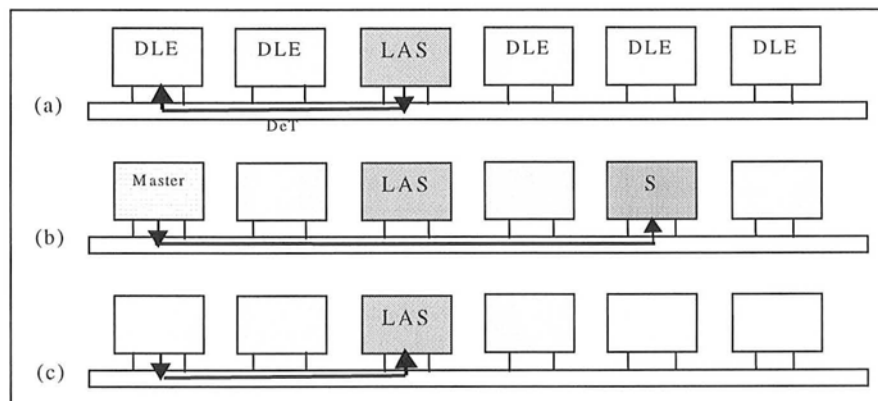 DLE DLE LAS DLE DLE DLE
(a)
DeT
Master LAS S
(b)
LAS
(c)